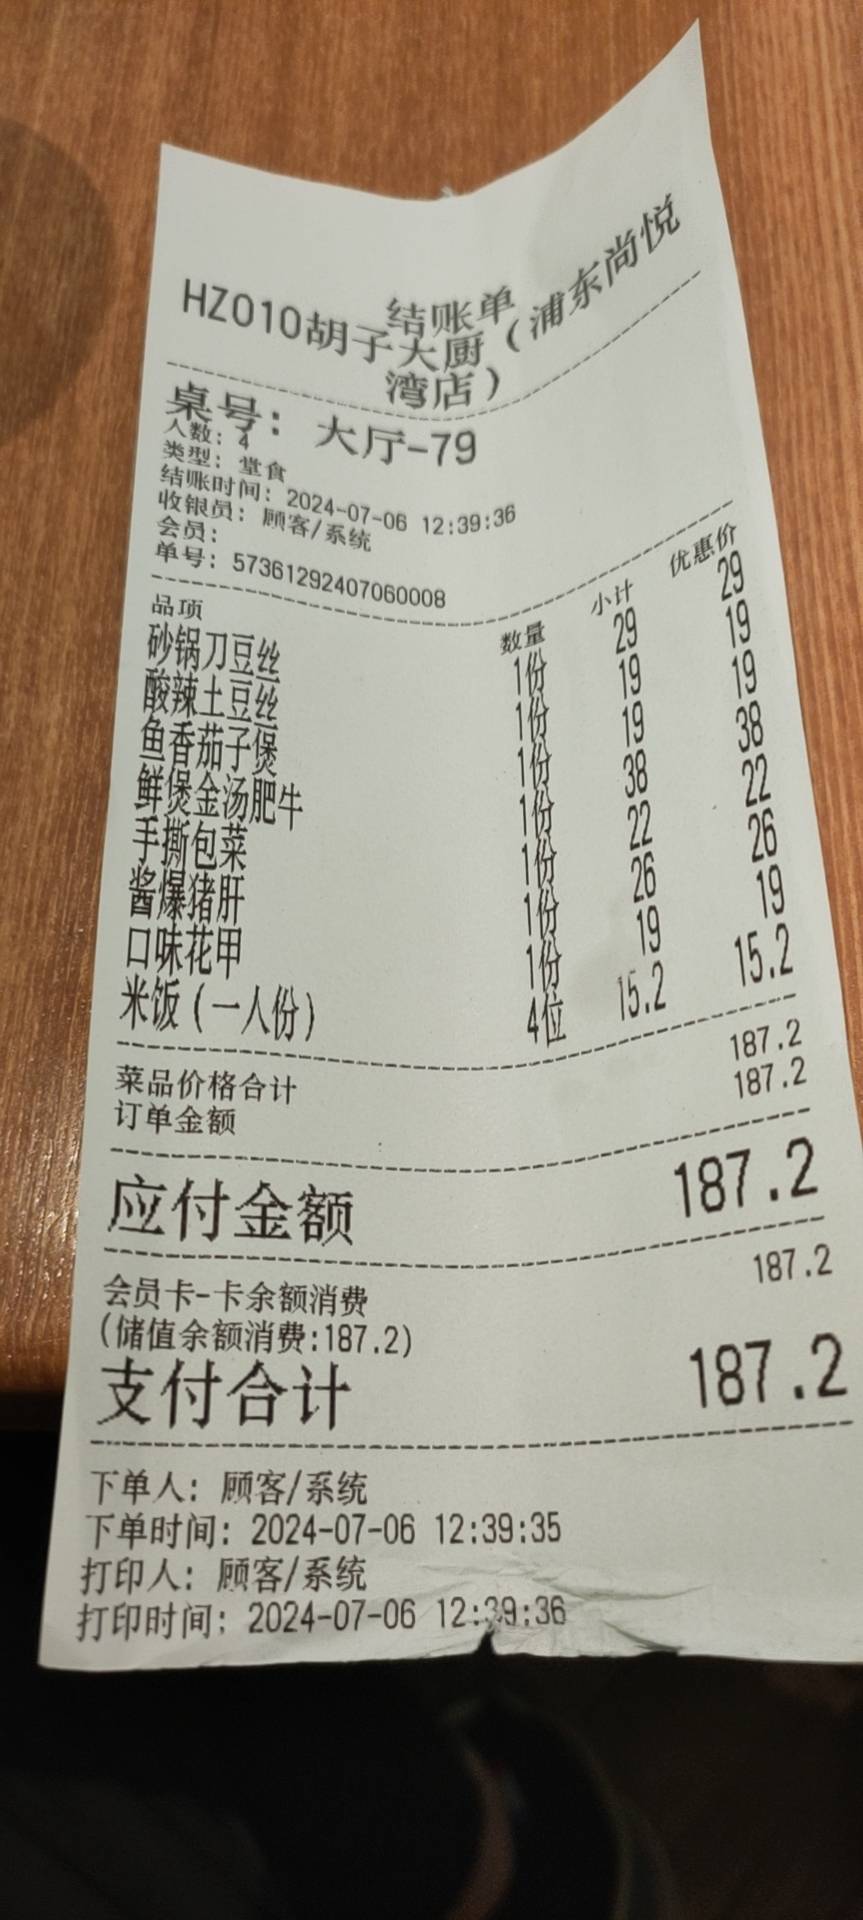 结账单
HZ010胡子大厨（浦东尚悦
湾店）
桌号：大厅-79
人数：4
类型：堂食
结账时间：2024-07-06 12:39:36
收银员：顾客/系统
会员：
单号：57361292407060008
品项 数量 小计 优惠价
砂锅刀豆丝 1份 29 29
酸辣土豆丝 1份 19 19
鱼香茄子煲 1份 19 19
鲜煲金汤肥牛 1份 38 38
手撕包菜 1份 22 22
酱爆猪肝 1份 26 26
口味花甲 1份 19 19
米饭（一人份） 4位 15.2 15.2
菜品价格合计 187.2
订单金额 187.2
应付金额 187.2
会员卡-卡余额消费 187.2
(储值余额消费:187.2)
支付合计 187.2
下单人：顾客/系统
下单时间：2024-07-06 12:39:35
打印人：顾客/系统
打印时间：2024-07-06 12:39:36